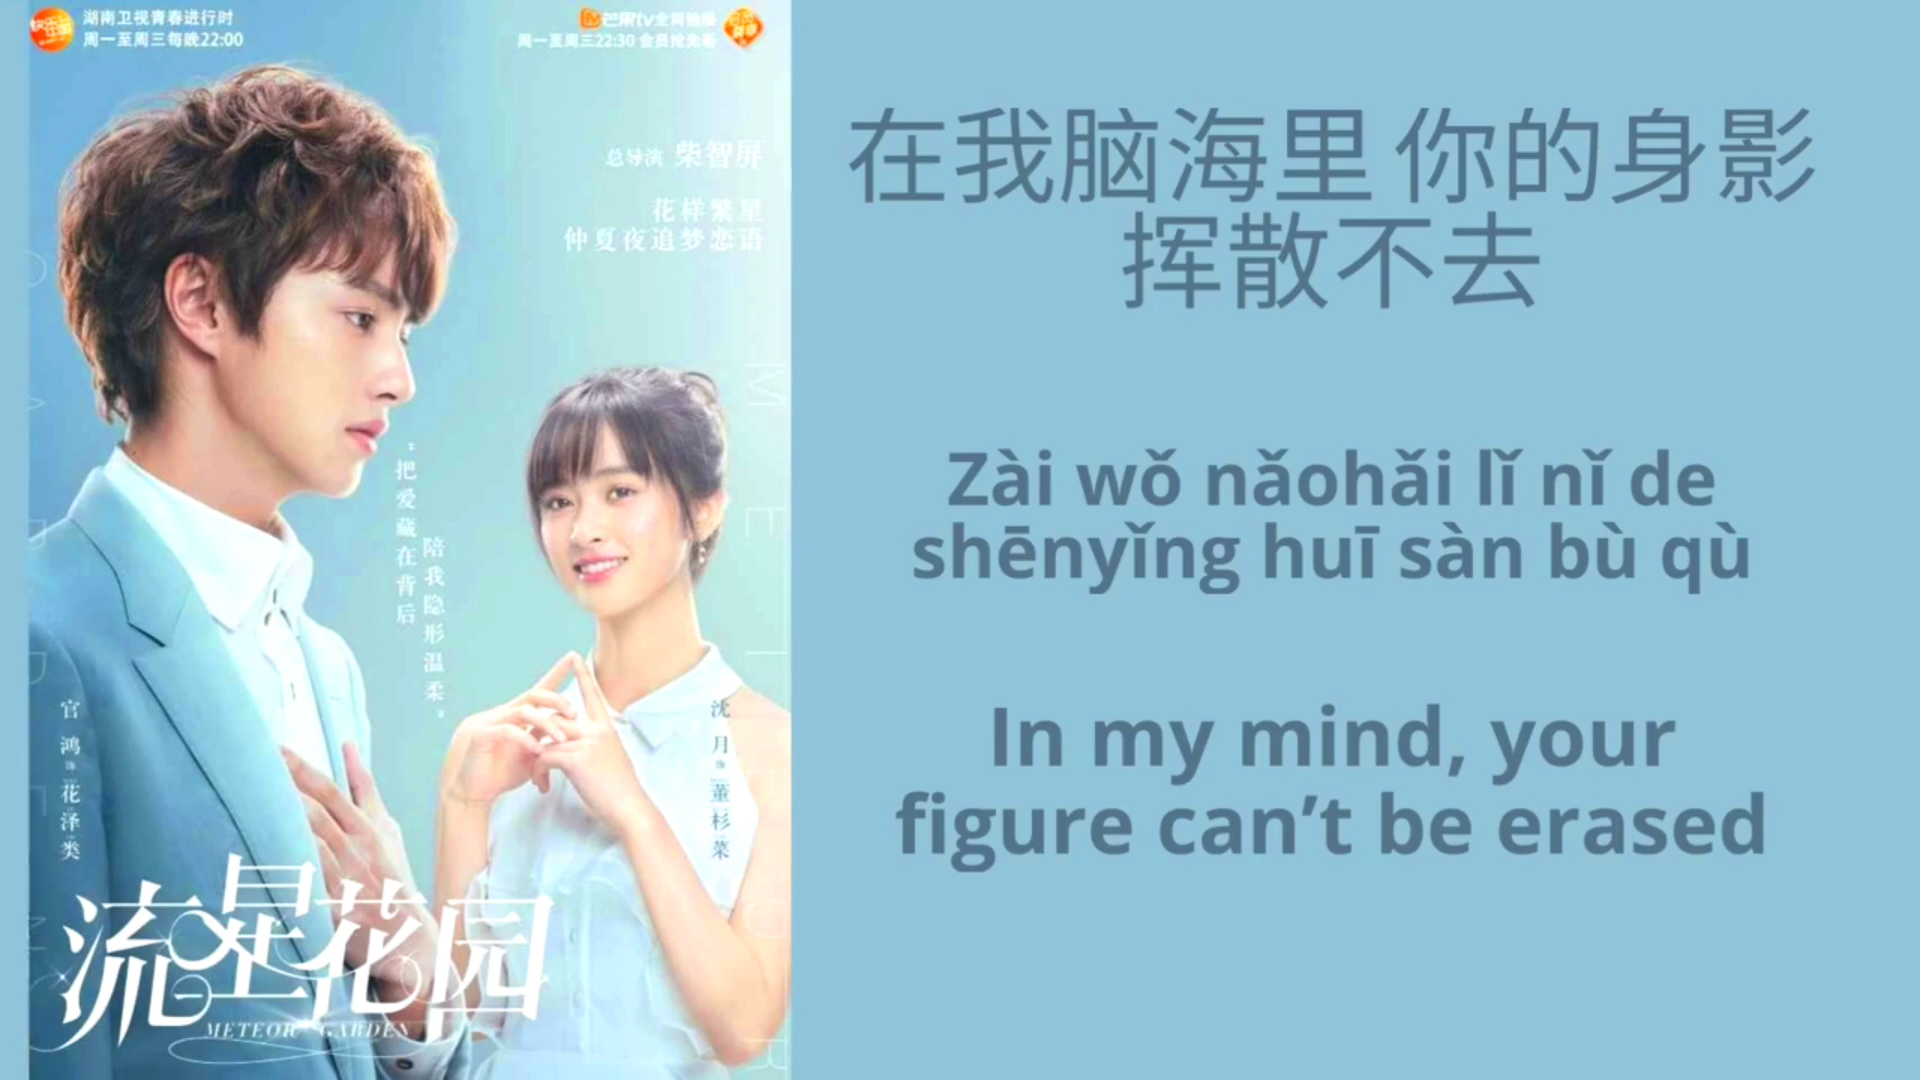 湖南卫视青春进行时
周一至周三每晚22:00
芒果tv全网独播
周一至周三22:30 会员抢先看
总导演 柴智屏
花样繁星
仲夏夜追梦恋语
“把爱藏在背后
陪我隐形温柔”
官鸿 饰 花泽类
沈月 饰 董杉菜
流星花园
METEOR GARDEN
在我脑海里 你的身影
挥散不去
Zài wǒ nǎohǎi lǐ nǐ de
shēnyǐng huī sàn bù qù
In my mind, your
figure can’t be erased